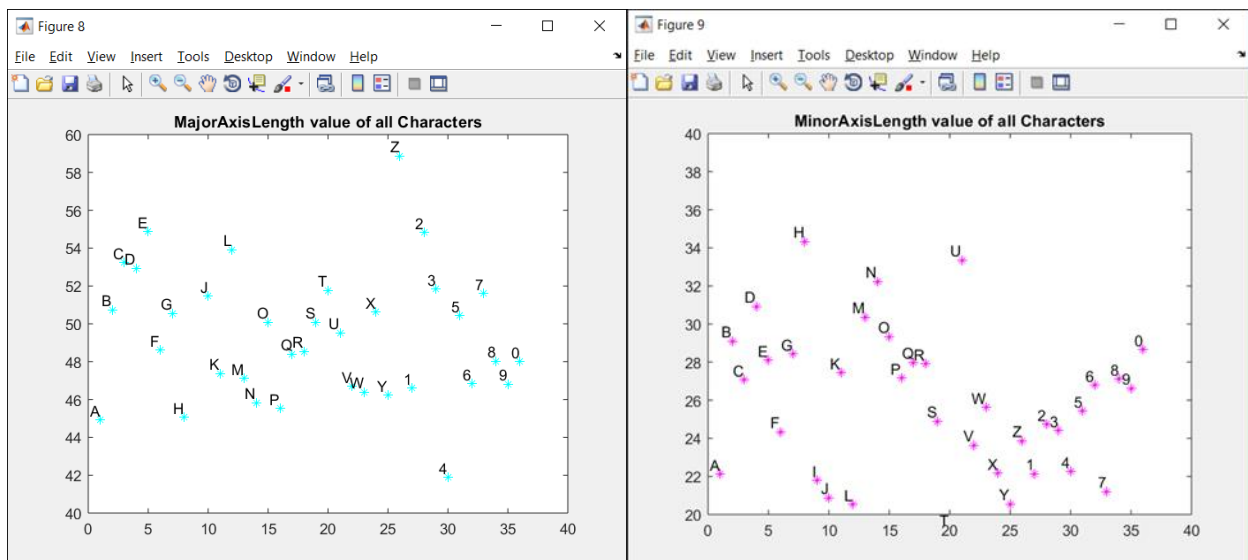 Figure 8
File Edit View Insert Tools Desktop Window Help
MajorAxisLength value of all Characters
60
58
56
54
52
50
48
46
44
42
40
0 5 10 15 20 25 30 35 40
A B C D E F G H J K L M N O P Q R S T U V W X Y Z 1 2 3 4 5 6 7 8 9 0
Figure 9
File Edit View Insert Tools Desktop Window Help
MinorAxisLength value of all Characters
40
38
36
34
32
30
28
26
24
22
20
0 5 10 15 20 25 30 35 40
A B C D E F G H I J K L M N O P Q R S T U V W X Y Z 1 2 3 4 5 6 7 8 9 0